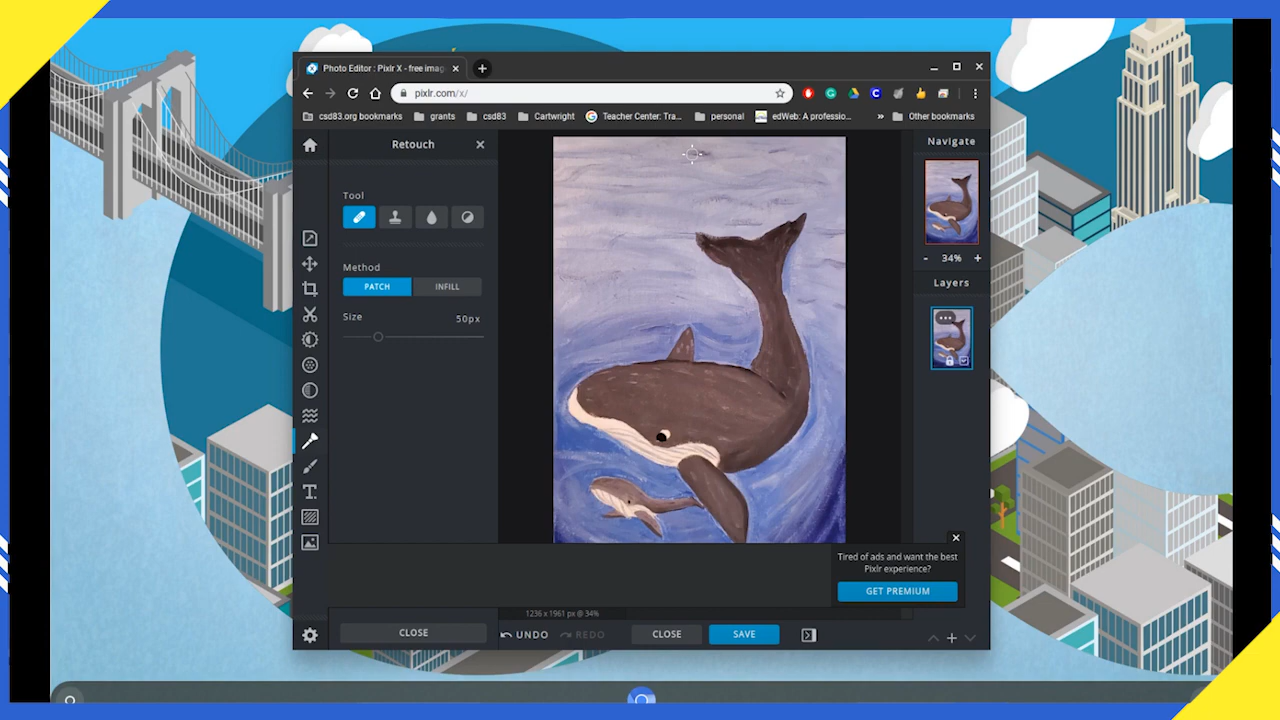 Photo Editor : Pixlr X - free imag
pixlr.com/x/
csd83.org bookmarks grants csd83 Cartwright Teacher Center: Tra... personal edWeb: A professio... » Other bookmarks
Retouch
Navigate
Tool
34%
Layers
Method
PATCH INFILL
Size 50px
Tired of ads and want the best
Pixlr experience?
GET PREMIUM
1236 x 1961 px @ 34%
CLOSE
UNDO REDO CLOSE SAVE